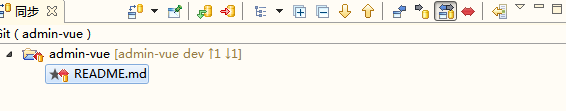 同步
Git ( admin-vue )
admin-vue [admin-vue dev ↑1 ↓1]
README.md